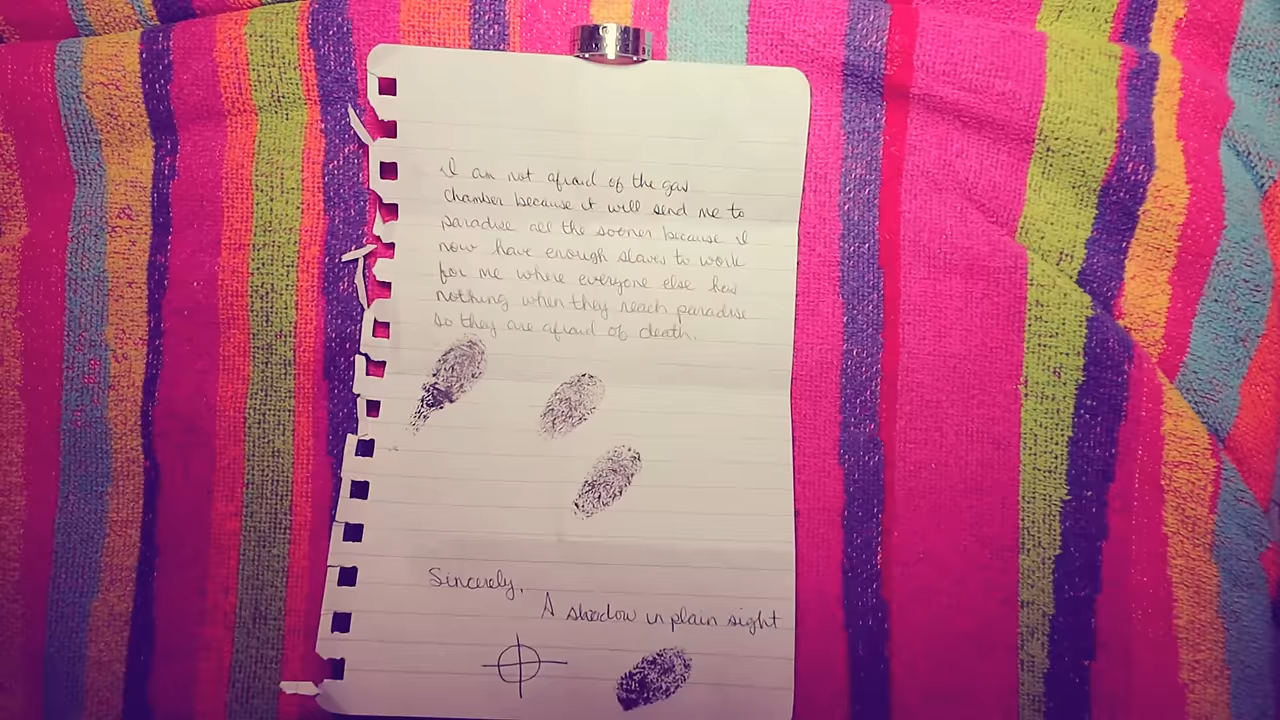 I am not afraid of the gas
chamber because it will send me to
paradise all the sooner because I
now have enough slaves to work
for me where everyone else has
nothing when they reach paradise
so they are afraid of death.
Sincerely,
A shadow in plain sight